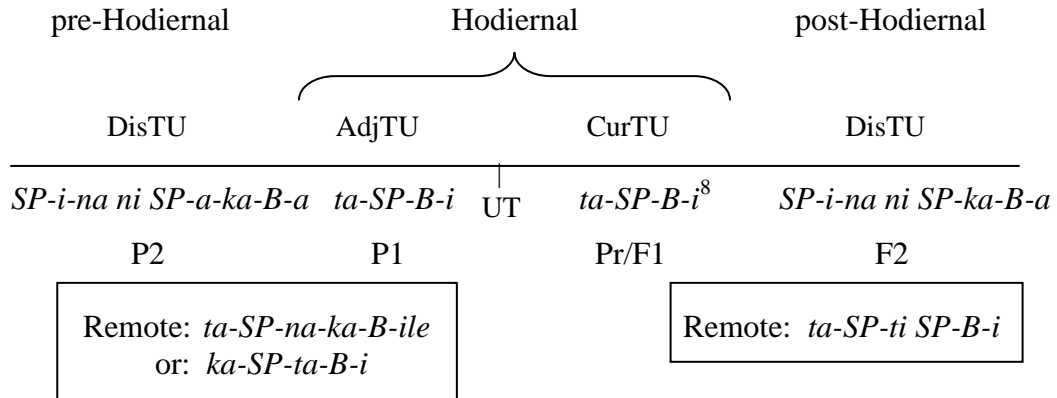 pre-Hodiernal Hodiernal post-Hodiernal
DisTU AdjTU CurTU DisTU
SP-i-na ni SP-a-ka-B-a ta-SP-B-i UT ta-SP-B-i⁸ SP-i-na ni SP-ka-B-a
P2 P1 Pr/F1 F2
Remote: ta-SP-na-ka-B-ile
or: ka-SP-ta-B-i
Remote: ta-SP-ti SP-B-i